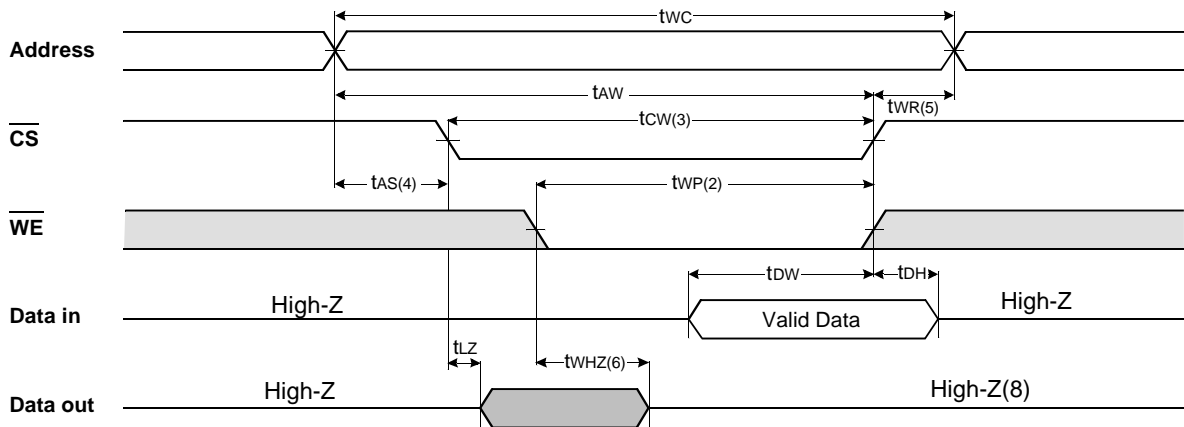 tWC
Address
tAW
tWR(5)
tCW(3)
CS
tAS(4)
tWP(2)
WE
tDW
tDH
High-Z
High-Z
Data in
Valid Data
tLZ
tWHZ(6)
High-Z
High-Z(8)
Data out